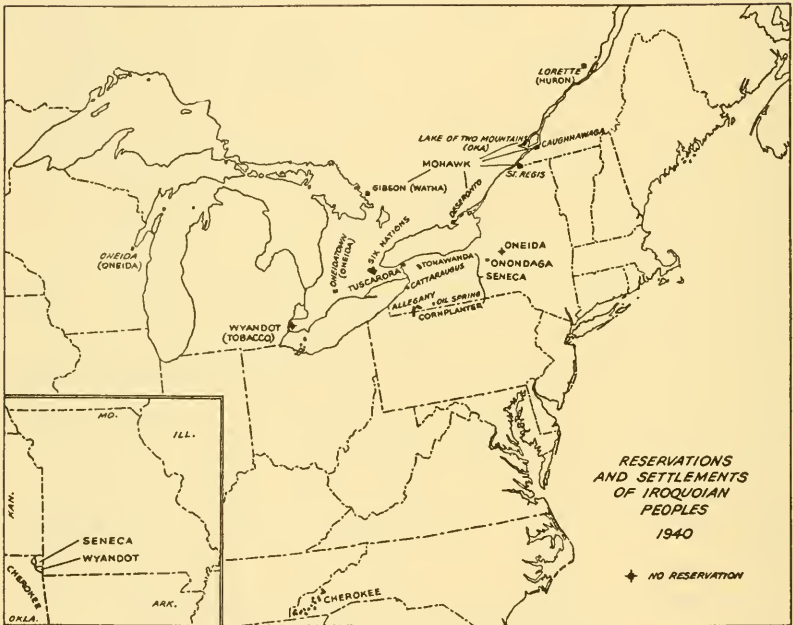 LORETTE
(HURON)
LAKE OF TWO MOUNTAINS
(OKA)
CAUGHNAWAGA
MOHAWK
ST. REGIS
GIBSON (WATHA)
DESERONTO
ONEIDA
(ONEIDA)
ONEIDATOWN
(ONEIDA)
SIX NATIONS
TUSCARORA
TONAWANDA
CATTARAUGUS
ONEIDA
ONONDAGA
SENECA
ALLEGANY
OIL SPRING
CORNPLANTER
WYANDOT
(TOBACCO)
MO.
ILL.
KAN.
SENECA
WYANDOT
CHEROKEE
ARK.
OKLA.
CHEROKEE
RESERVATIONS
AND SETTLEMENTS
OF IROQUOIAN
PEOPLES
1940
NO RESERVATION